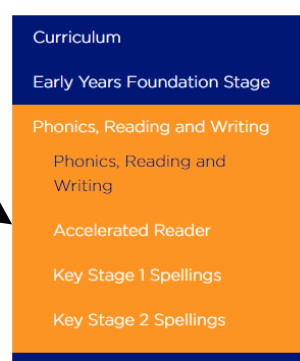 Curriculum
Early Years Foundation Stage
Phonics, Reading and Writing
Phonics, Reading and
Writing
Accelerated Reader
Key Stage 1 Spellings
Key Stage 2 Spellings